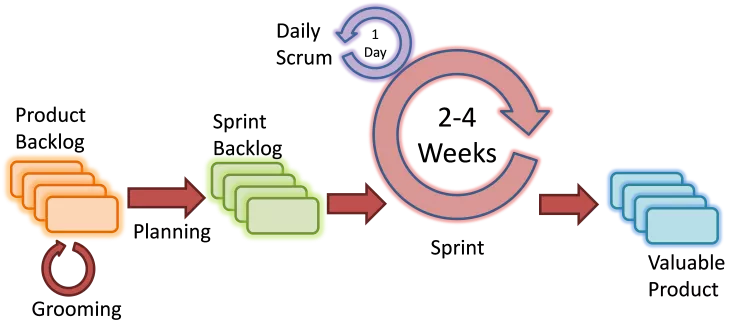 Daily
Scrum
1
Day
2-4
Weeks
Product
Backlog
Sprint
Backlog
Planning
Grooming
Sprint
Valuable
Product